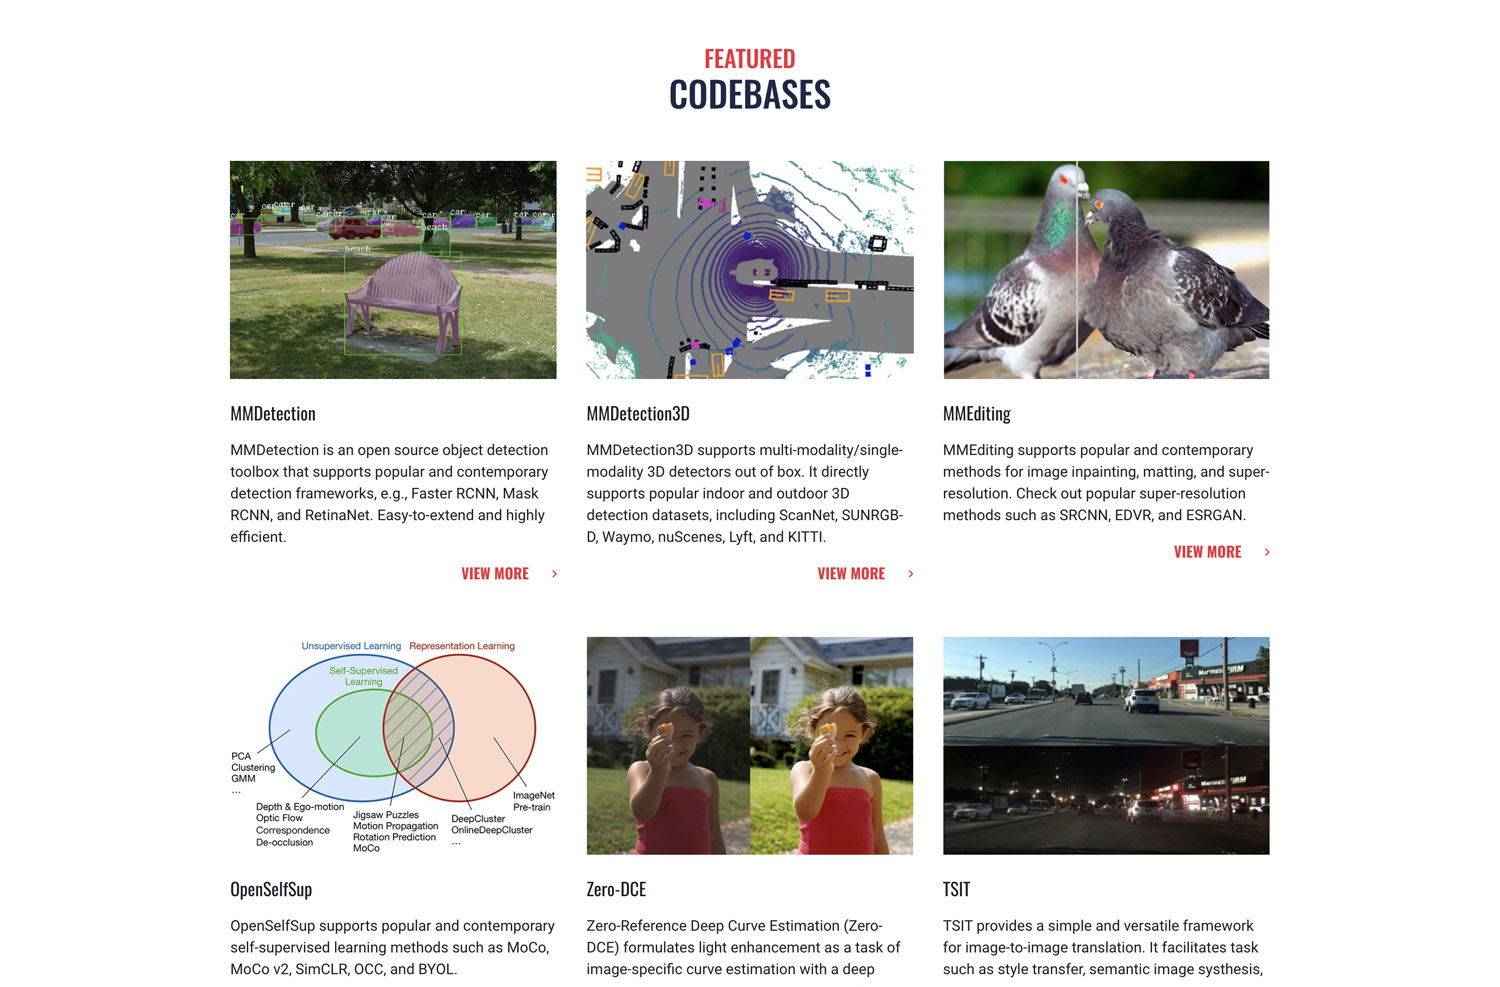 FEATURED
CODEBASES
car
car
car
car
car
car
car
car
car
car
car
bench
bench
MMDetection
MMDetection is an open source object detection
toolbox that supports popular and contemporary
detection frameworks, e.g., Faster RCNN, Mask
RCNN, and RetinaNet. Easy-to-extend and highly
efficient.
VIEW MORE
MMDetection3D
MMDetection3D supports multi-modality/single-
modality 3D detectors out of box. It directly
supports popular indoor and outdoor 3D
detection datasets, including ScanNet, SUNRGB-
D, Waymo, nuScenes, Lyft, and KITTI.
VIEW MORE
MMEditing
MMEditing supports popular and contemporary
methods for image inpainting, matting, and super-
resolution. Check out popular super-resolution
methods such as SRCNN, EDVR, and ESRGAN.
VIEW MORE
Unsupervised Learning
Representation Learning
Self-Supervised
Learning
PCA
Clustering
GMM
...
Depth & Ego-motion
Optic Flow
Correspondence
De-occlusion
Jigsaw Puzzles
Motion Propagation
Rotation Prediction
MoCo
DeepCluster
OnlineDeepCluster
...
ImageNet
Pre-train
OpenSelfSup
OpenSelfSup supports popular and contemporary
self-supervised learning methods such as MoCo,
MoCo v2, SimCLR, OCC, and BYOL.
Zero-DCE
Zero-Reference Deep Curve Estimation (Zero-
DCE) formulates light enhancement as a task of
image-specific curve estimation with a deep
TSIT
TSIT provides a simple and versatile framework
for image-to-image translation. It facilitates task
such as style transfer, semantic image systhesis,